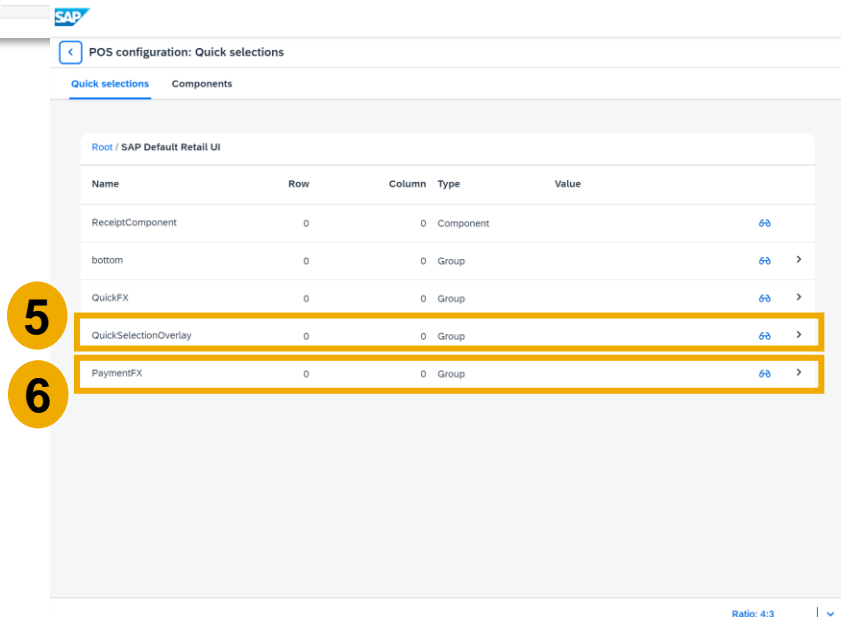 SAP
POS configuration: Quick selections
Quick selections Components
Root / SAP Default Retail UI
Name Row Column Type Value
ReceiptComponent 0 0 Component
bottom 0 0 Group
QuickFX 0 0 Group
5
QuickSelectionOverlay 0 0 Group
6
PaymentFX 0 0 Group
Ratio: 4:3